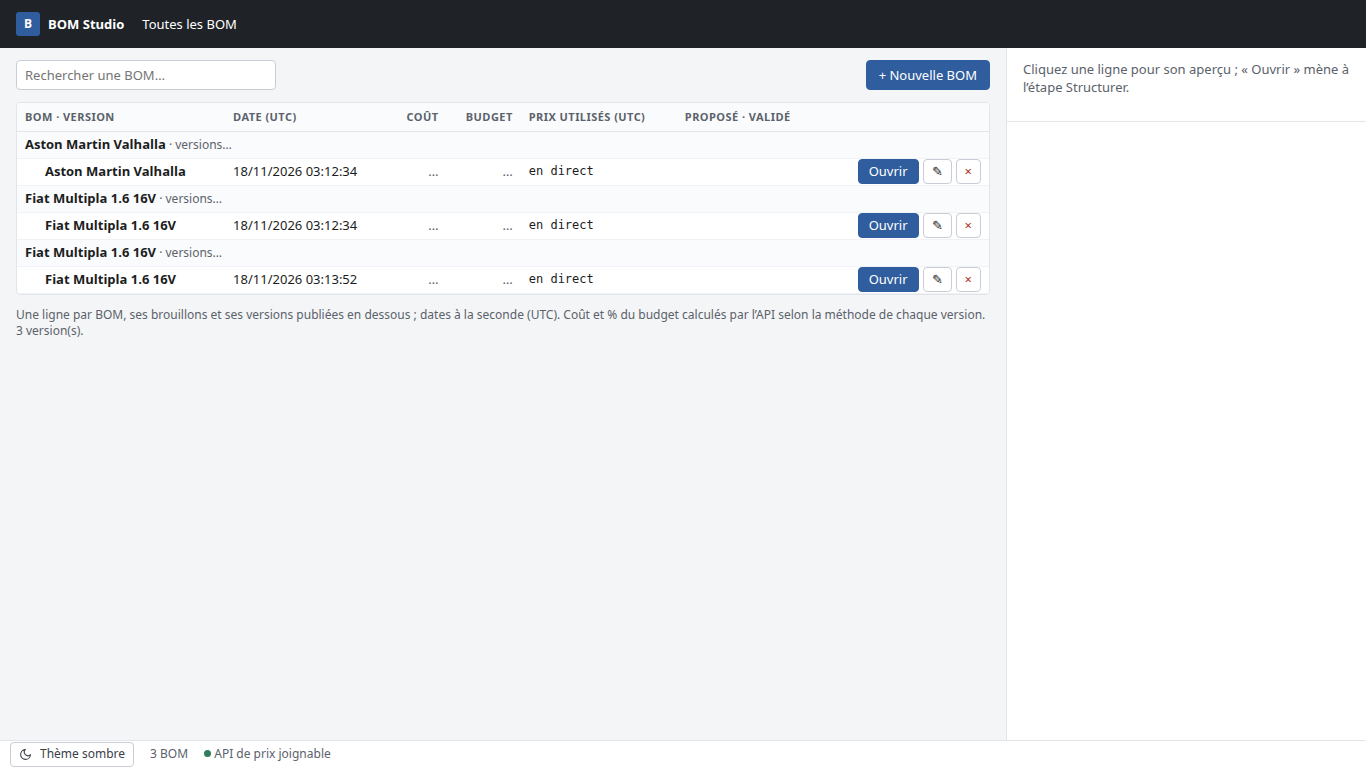 B BOM Studio Toutes les BOM
Rechercher une BOM...
+ Nouvelle BOM
BOM · VERSION DATE (UTC) COÛT BUDGET PRIX UTILISÉS (UTC) PROPOSÉ · VALIDÉ
Aston Martin Valhalla · versions...
Aston Martin Valhalla 18/11/2026 03:12:34 ... ... en direct Ouvrir ✎ ×
Fiat Multipla 1.6 16V · versions...
Fiat Multipla 1.6 16V 18/11/2026 03:12:34 ... ... en direct Ouvrir ✎ ×
Fiat Multipla 1.6 16V · versions...
Fiat Multipla 1.6 16V 18/11/2026 03:13:52 ... ... en direct Ouvrir ✎ ×
Une ligne par BOM, ses brouillons et ses versions publiées en dessous ; dates à la seconde (UTC). Coût et % du budget calculés par l’API selon la méthode de chaque version.
3 version(s).
Cliquez une ligne pour son aperçu ; « Ouvrir » mène à
l’étape Structurer.
Thème sombre 3 BOM API de prix joignable